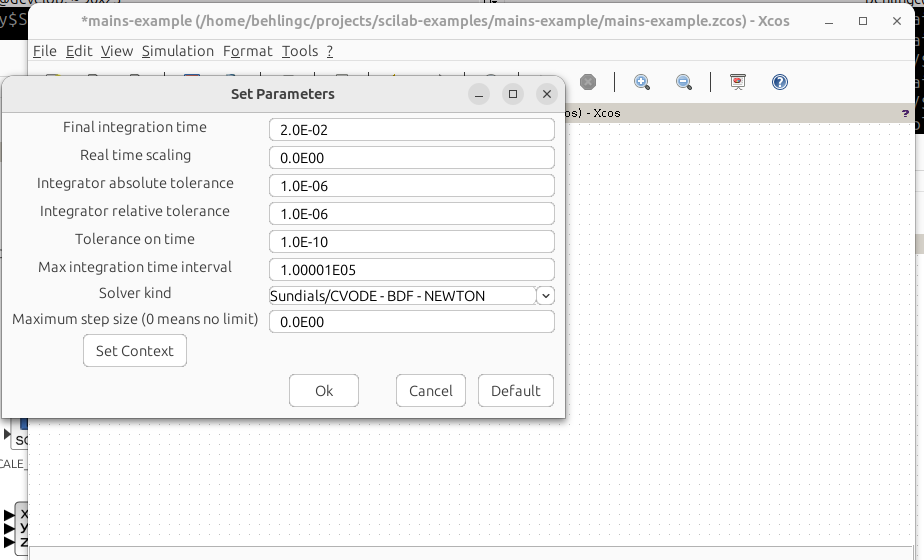 *mains-example (/home/behlingc/projects/scilab-examples/mains-example/mains-example.zcos) - Xcos
File Edit View Simulation Format Tools ?
os) - Xcos ?
Set Parameters
Final integration time 2.0E-02
Real time scaling 0.0E00
Integrator absolute tolerance 1.0E-06
Integrator relative tolerance 1.0E-06
Tolerance on time 1.0E-10
Max integration time interval 1.00001E05
Solver kind Sundials/CVODE - BDF - NEWTON
Maximum step size (0 means no limit) 0.0E00
Set Context
Ok Cancel Default
SC
CALE_
X
Y
Z